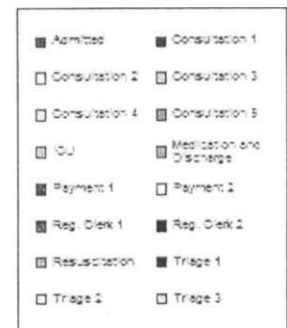 Admitted Consultation 1
Consultation 2 Consultation 3
Consultation 4 Consultation 5
ICU Medication and
Discharge
Payment 1 Payment 2
Reg. Clerk 1 Reg. Clerk 2
Resuscitation Triage 1
Triage 2 Triage 3